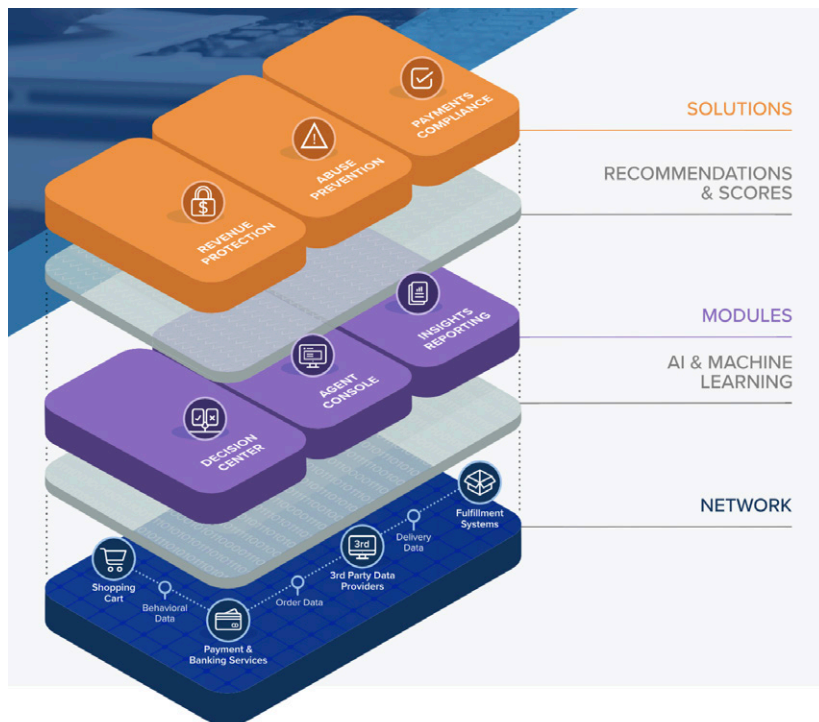 PAYMENTS
COMPLIANCE
ABUSE
PREVENTION
REVENUE
PROTECTION
SOLUTIONS
RECOMMENDATIONS
& SCORES
INSIGHTS
REPORTING
AGENT
CONSOLE
DECISION
CENTER
MODULES
AI & MACHINE
LEARNING
NETWORK
Fulfillment
Systems
Delivery
Data
3rd
3rd Party Data
Providers
Order Data
Shopping
Cart
Behavioral
Data
Payment &
Banking Services